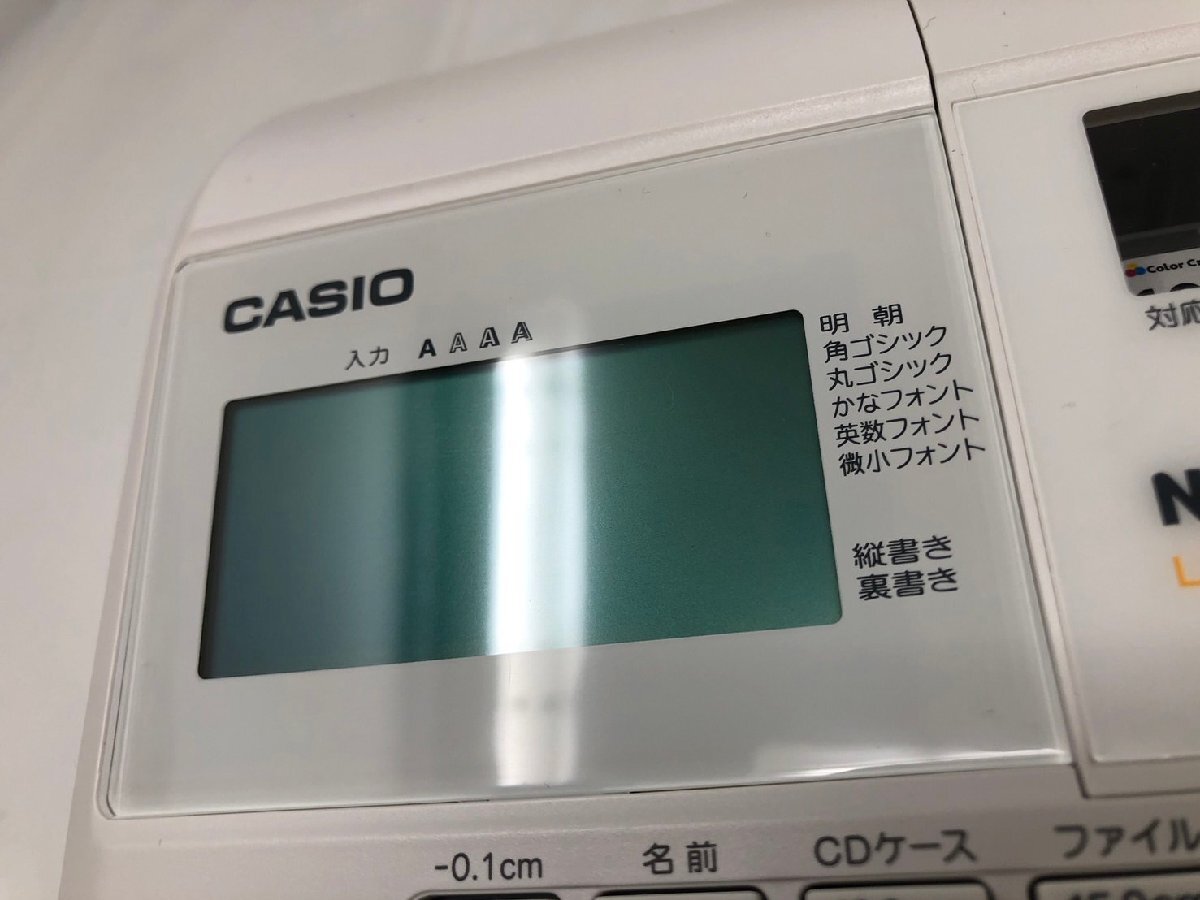 CASIO
入力 A A A A
明 朝
角ゴシック
丸ゴシック
かなフォント
英数フォント
微小フォント
縦書き
裏書き
Color Cr
対応
N
L
-0.1cm
名前
CDケース
ファイル